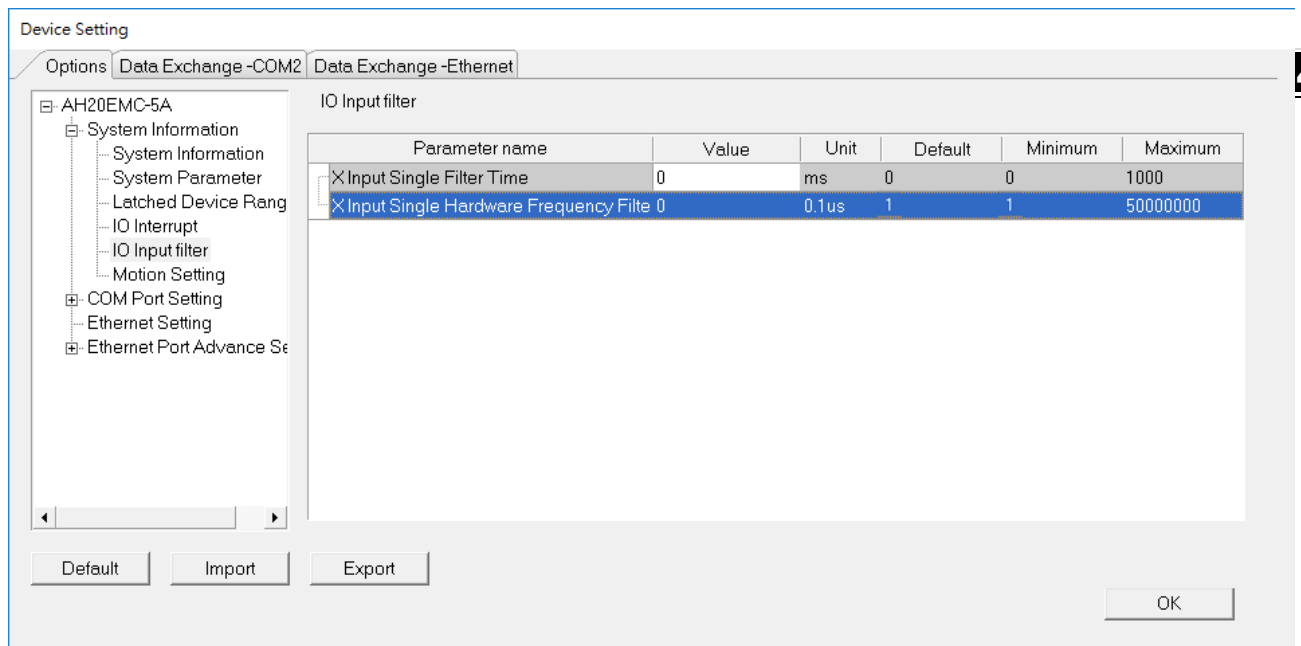 Device Setting
Options Data Exchange -COM2 Data Exchange -Ethernet
AH20EMC-5A
System Information
System Information
System Parameter
Latched Device Rang
IO Interrupt
IO Input filter
Motion Setting
COM Port Setting
Ethernet Setting
Ethernet Port Advance Se
IO Input filter
Parameter name Value Unit Default Minimum Maximum
X Input Single Filter Time 0 ms 0 0 1000
X Input Single Hardware Frequency Filte 0 0.1us 1 1 50000000
Default Import Export
OK